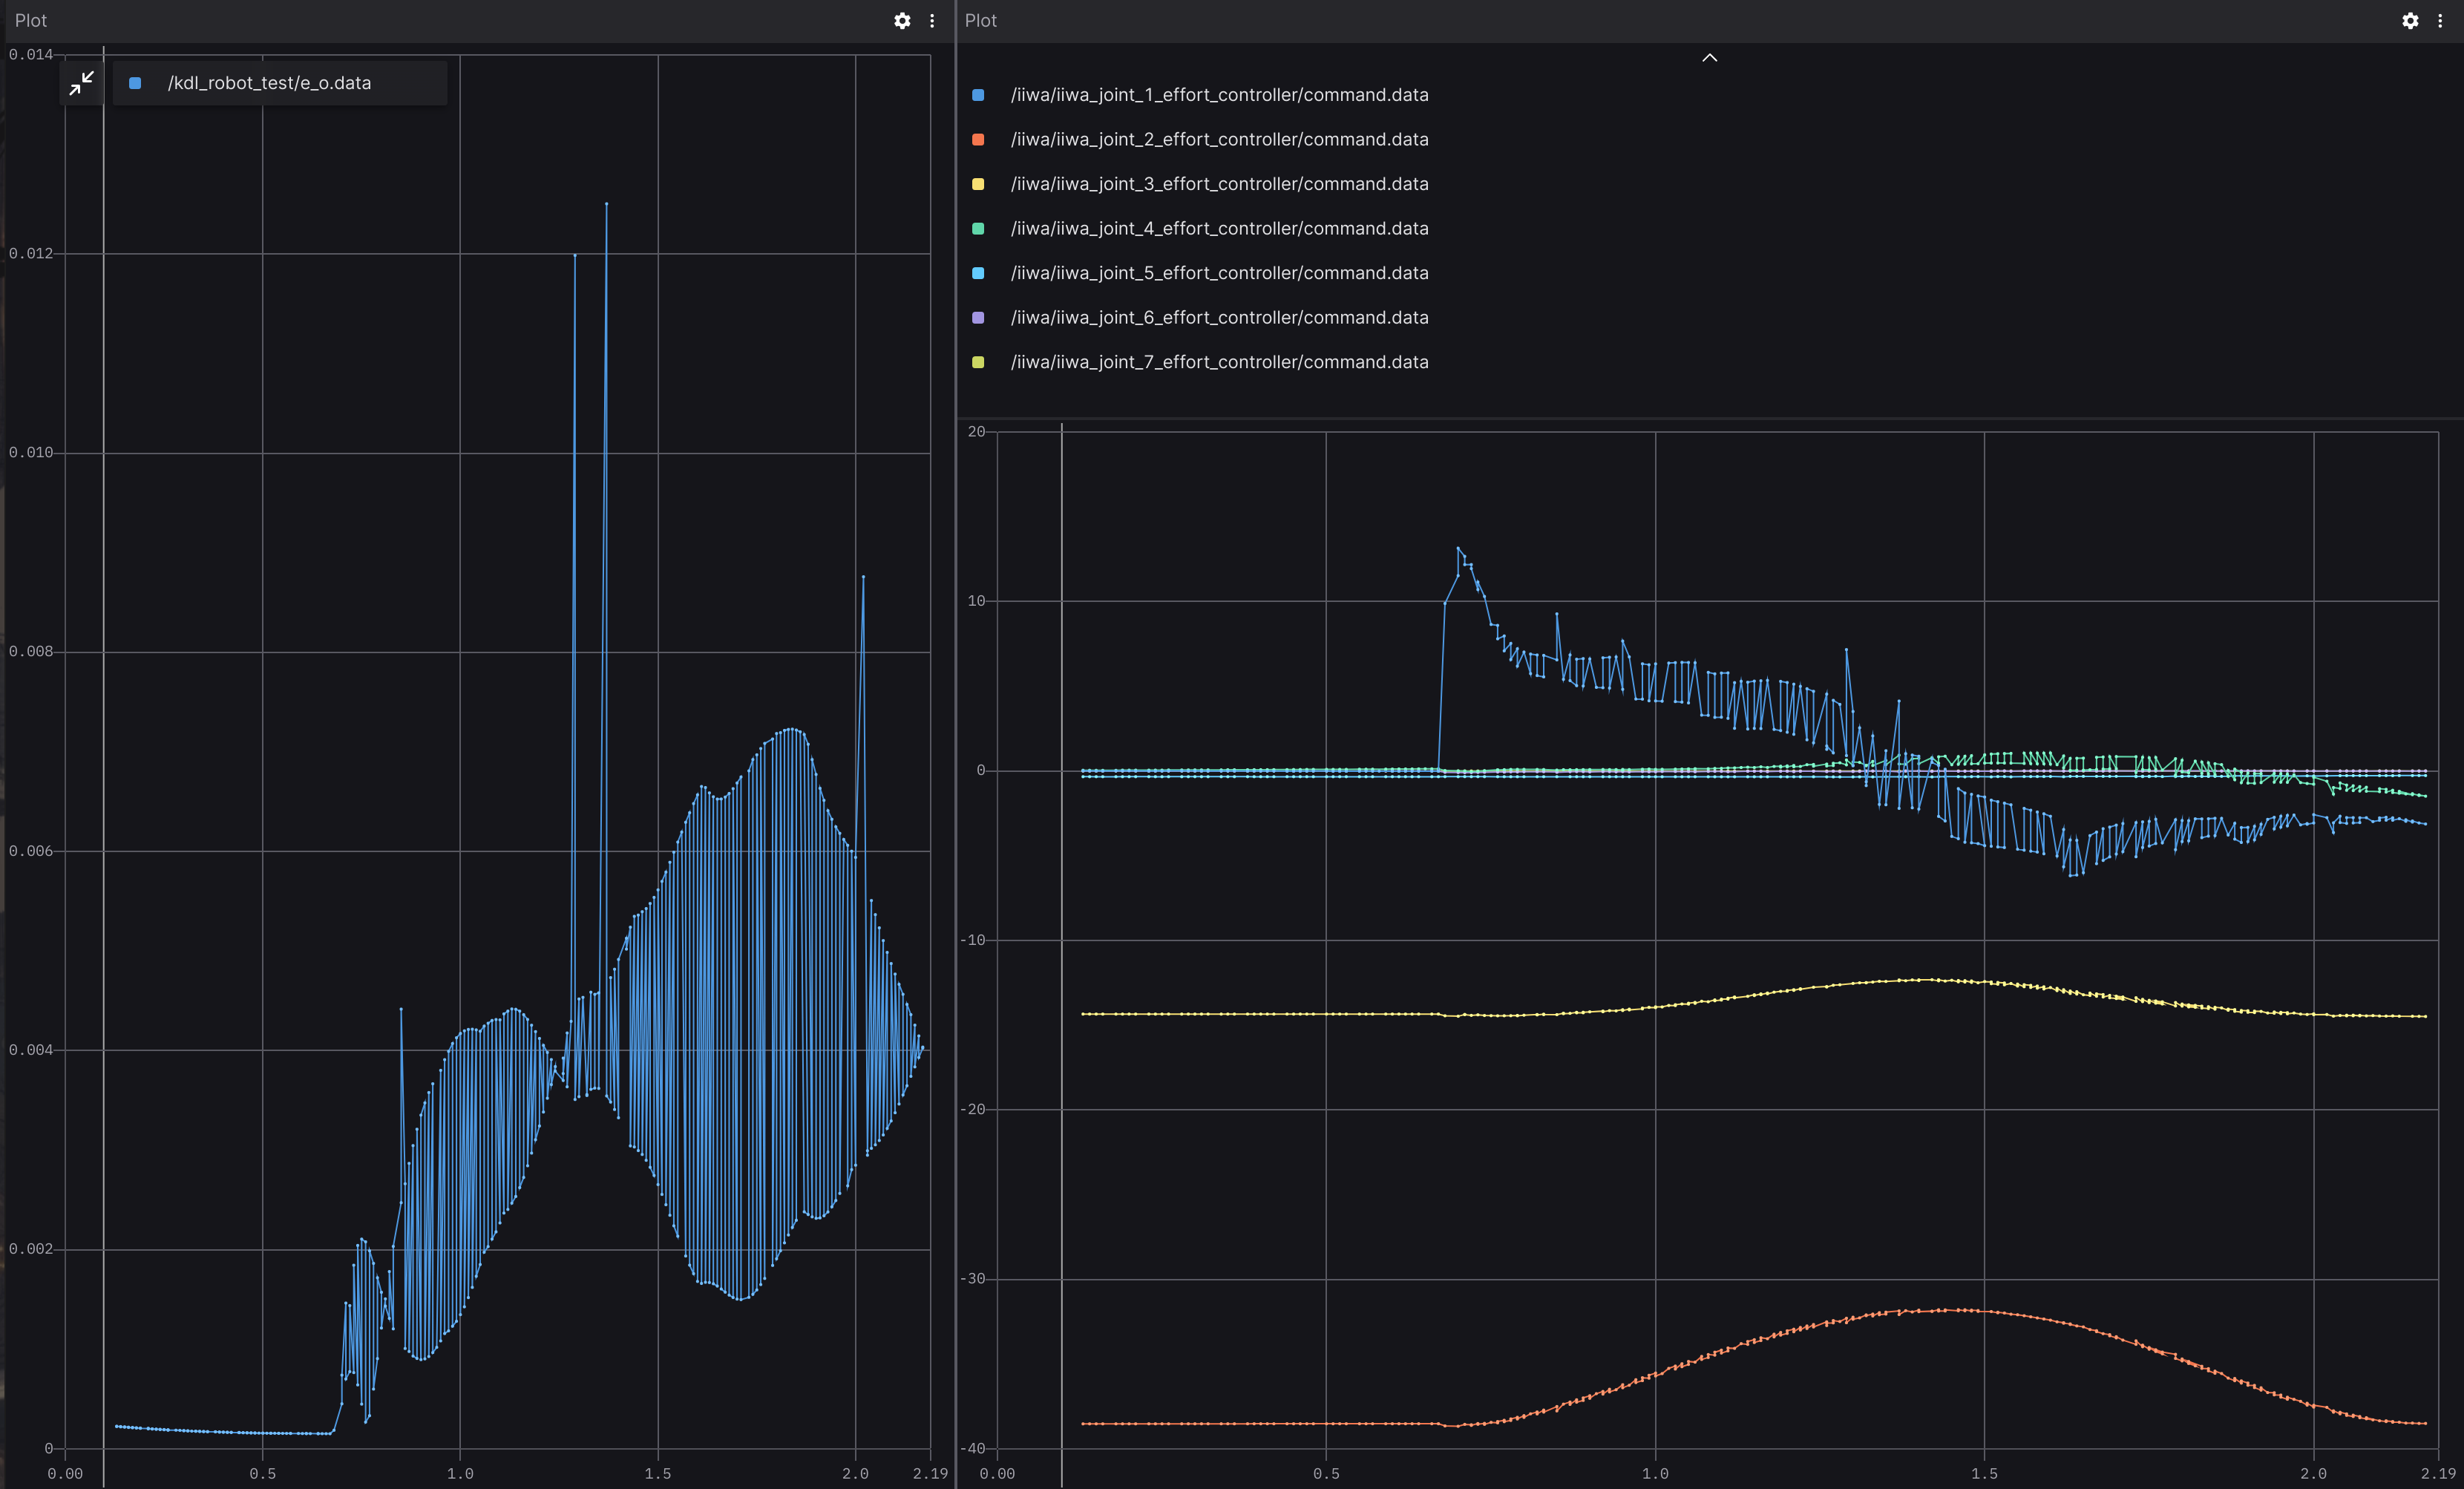 Plot
/kdl_robot_test/e_o.data
0.014
0.012
0.010
0.008
0.006
0.004
0.002
0
0.00 0.5 1.0 1.5 2.0 2.19
Plot
/iiwa/iiwa_joint_1_effort_controller/command.data
/iiwa/iiwa_joint_2_effort_controller/command.data
/iiwa/iiwa_joint_3_effort_controller/command.data
/iiwa/iiwa_joint_4_effort_controller/command.data
/iiwa/iiwa_joint_5_effort_controller/command.data
/iiwa/iiwa_joint_6_effort_controller/command.data
/iiwa/iiwa_joint_7_effort_controller/command.data
20
10
0
-10
-20
-30
-40
0.00 0.5 1.0 1.5 2.0 2.19